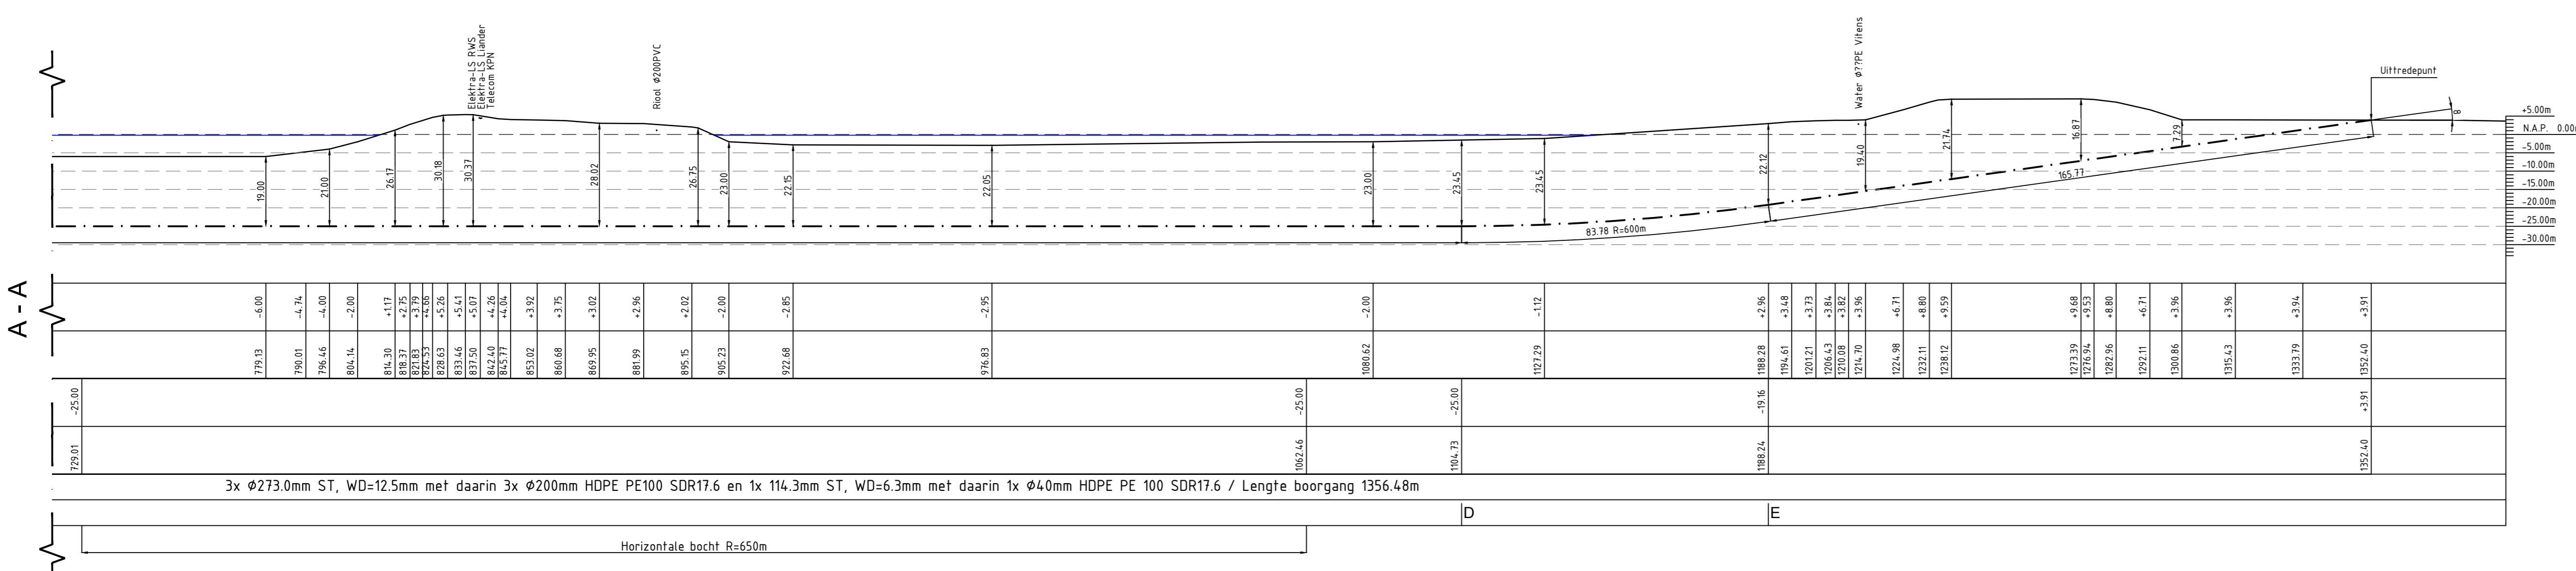 Elektra-LS RWS
Elektra-LS Liander
Telecom KPN
Riool Ø200PVC
Water Ø??PE Vitens
Uittredepunt
8
+5.00m
N.A.P. 0.00
-5.00m
-10.00m
-15.00m
-20.00m
-25.00m
-30.00m
19.00 21.00 26.17 30.18 30.37 28.02 26.75 23.00 22.15 22.05 23.00 23.45 23.45 22.12 19.40 21.74 16.87 7.29
83.78 R=600m
165.77
A - A
-6.00 -4.74 -4.00 -2.00 +1.17 +2.75 +3.79 +4.66 +5.26 +5.41 +5.07 +4.26 +4.04 +3.92 +3.75 +3.02 +2.96 +2.02 -2.00 -2.85 -2.95 -2.00 -1.12 +2.96 +3.48 +3.73 +3.84 +3.82 +3.96 +6.71 +8.80 +9.59 +9.68 +9.53 +8.80 +6.71 +3.96 +3.96 +3.94 +3.91
779.13 790.01 796.46 804.14 814.30 818.37 821.83 824.53 828.63 833.46 837.50 842.40 845.77 853.02 860.68 869.95 881.99 895.15 905.23 922.68 976.83 1080.62 1127.29 1188.28 1194.61 1201.21 1206.43 1210.08 1214.70 1224.98 1232.11 1238.12 1273.39 1276.94 1282.96 1292.11 1300.86 1315.43 1333.79 1352.40
-25.00 -25.00 -25.00 -19.16 +3.91
729.01 1062.46 1104.73 1188.24 1352.40
3x Ø273.0mm ST, WD=12.5mm met daarin 3x Ø200mm HDPE PE100 SDR17.6 en 1x 114.3mm ST, WD=6.3mm met daarin 1x Ø40mm HDPE PE 100 SDR17.6 / Lengte boorgang 1356.48m
D E
Horizontale bocht R=650m